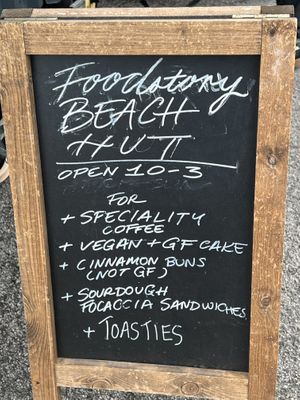 Foodstory
BEACH
HUT
OPEN 10-3
FOR
+ SPECIALITY
COFFEE
+ VEGAN + GF CAKE
+ CINNAMON BUNS
(NOT GF)
+ SOURDOUGH
FOCACCIA SANDWICHES
+ TOASTIES